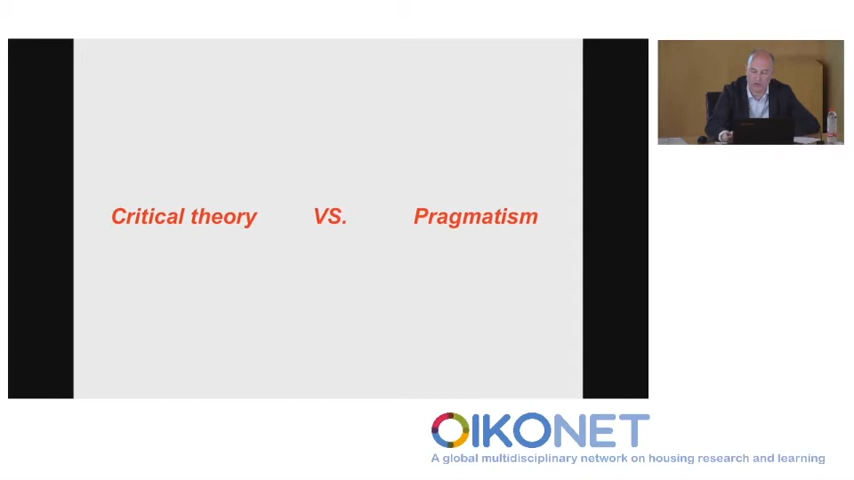 Critical theory VS. Pragmatism
OIKONET
A global multidisciplinary network on housing research and learning